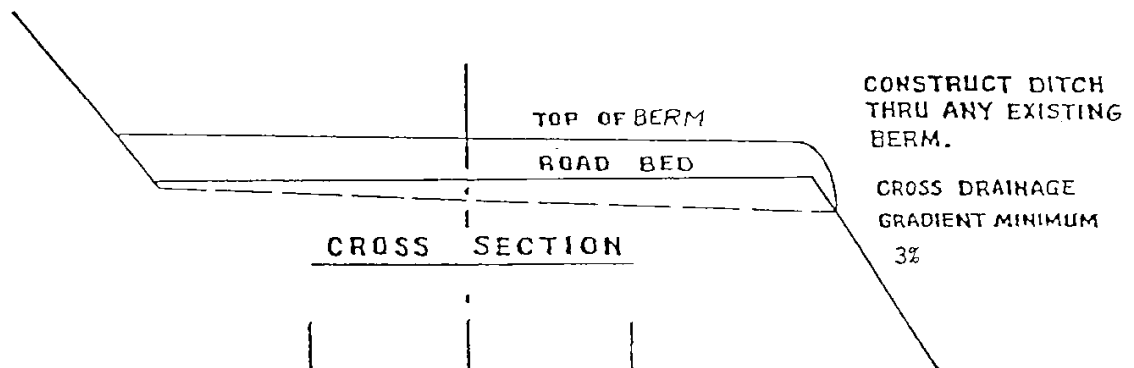 TOP OF BERM
ROAD BED
CROSS SECTION
CONSTRUCT DITCH
THRU ANY EXISTING
BERM.
CROSS DRAINAGE
GRADIENT MINIMUM
3%